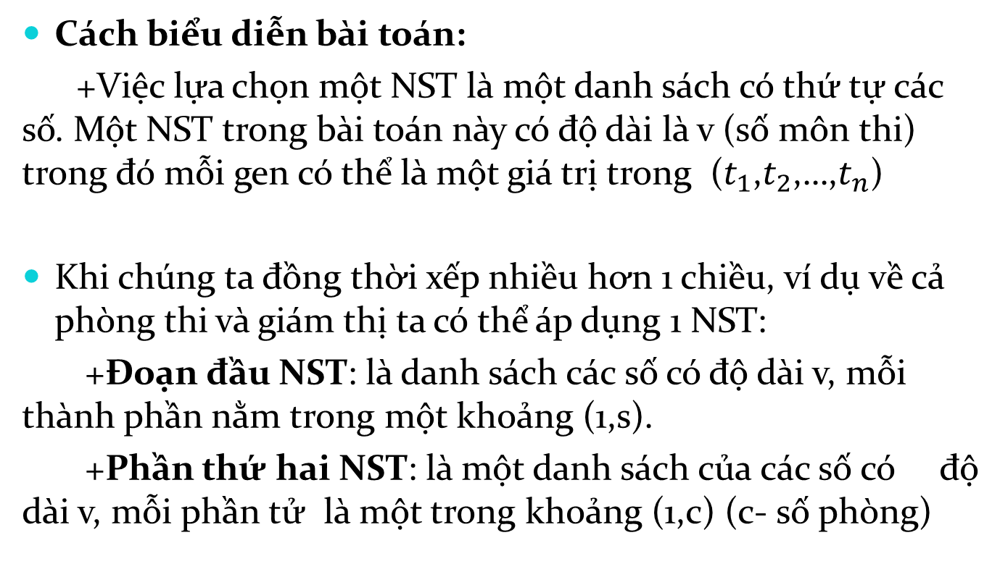 • Cách biểu diễn bài toán:
+Việc lựa chọn một NST là một danh sách có thứ tự các
số. Một NST trong bài toán này có độ dài là v (số môn thi)
trong đó mỗi gen có thể là một giá trị trong (t₁,t₂,…,tₙ)
• Khi chúng ta đồng thời xếp nhiều hơn 1 chiều, ví dụ về cả
phòng thi và giám thị ta có thể áp dụng 1 NST:
+Đoạn đầu NST: là danh sách các số có độ dài v, mỗi
thành phần nằm trong một khoảng (1,s).
+Phần thứ hai NST: là một danh sách của các số có độ
dài v, mỗi phần tử là một trong khoảng (1,c) (c- số phòng)